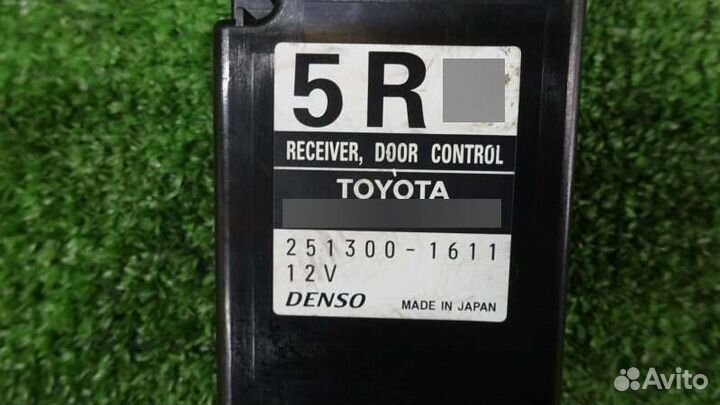 5R
RECEIVER, DOOR CONTROL
TOYOTA
251300-1611
12V
DENSO MADE IN JAPAN
Avito